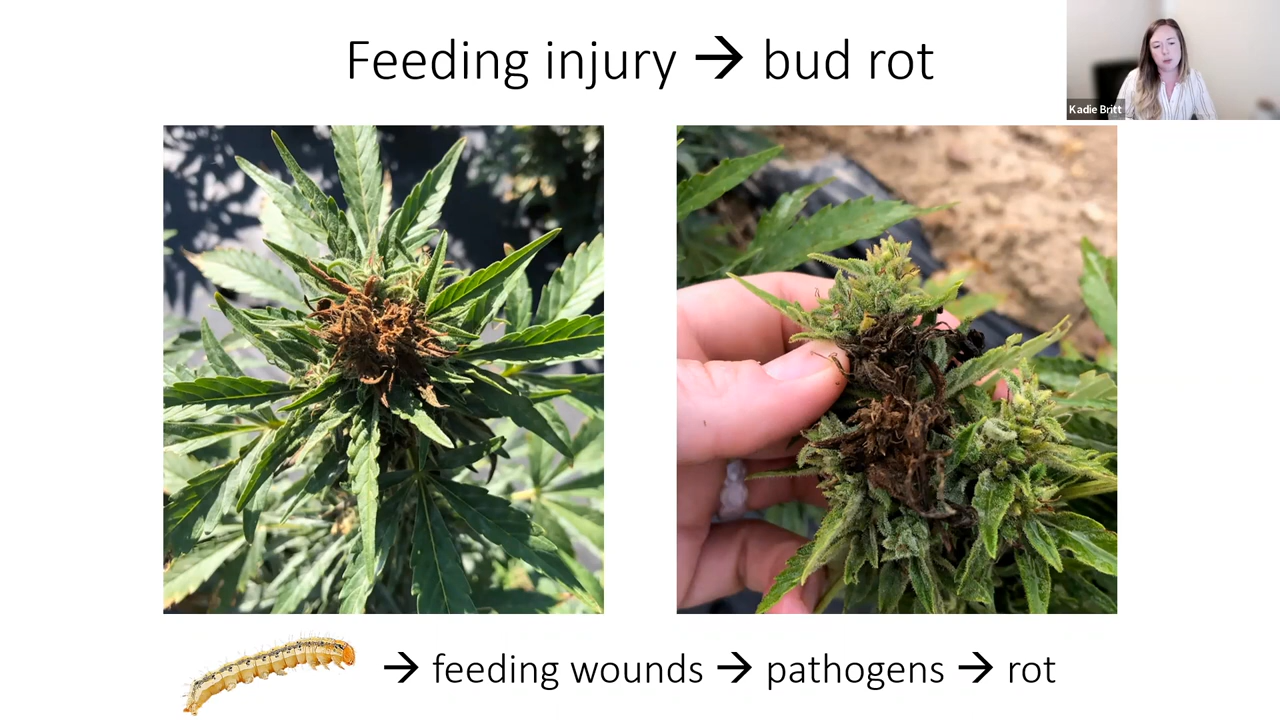 Feeding injury → bud rot
Kadie Britt
→ feeding wounds → pathogens → rot